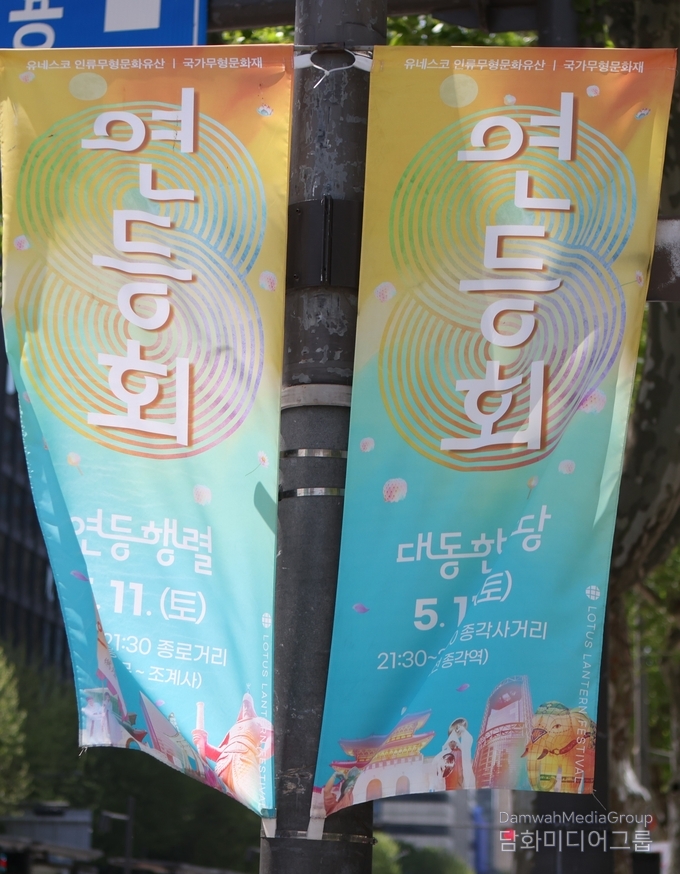 유네스코 인류무형문화유산 | 국가무형문화재
연등회
연등행렬
11. (토)
21:30 종로거리
~ 조계사)
LOTUS LANTERN FESTIVAL
유네스코 인류무형문화유산 | 국가무형문화재
연등회
대동한당
5. 1 (토)
21:30~ 종각사거리
종각역)
LOTUS LANTERN FESTIVAL
DamwahMediaGroup
담화미디어그룹